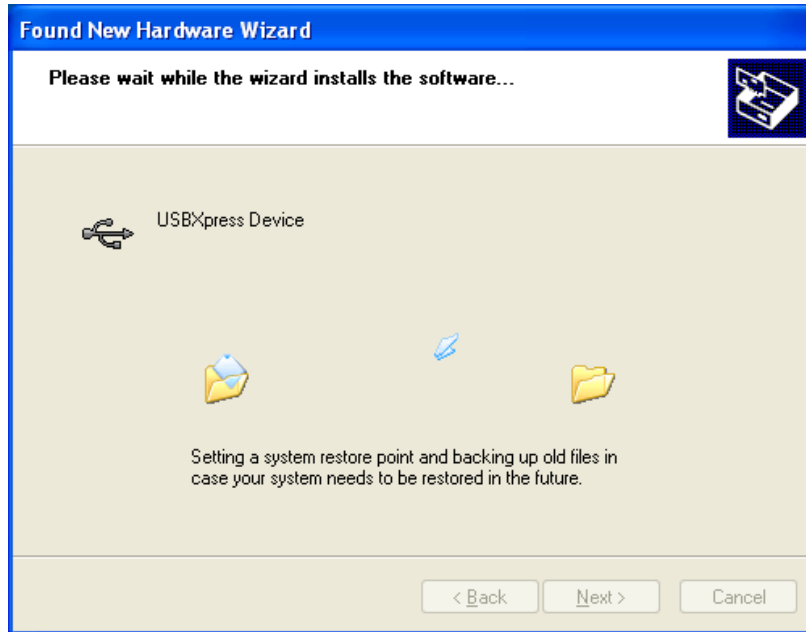 Found New Hardware Wizard
Please wait while the wizard installs the software...
USBXpress Device
Setting a system restore point and backing up old files in
case your system needs to be restored in the future.
< Back Next > Cancel